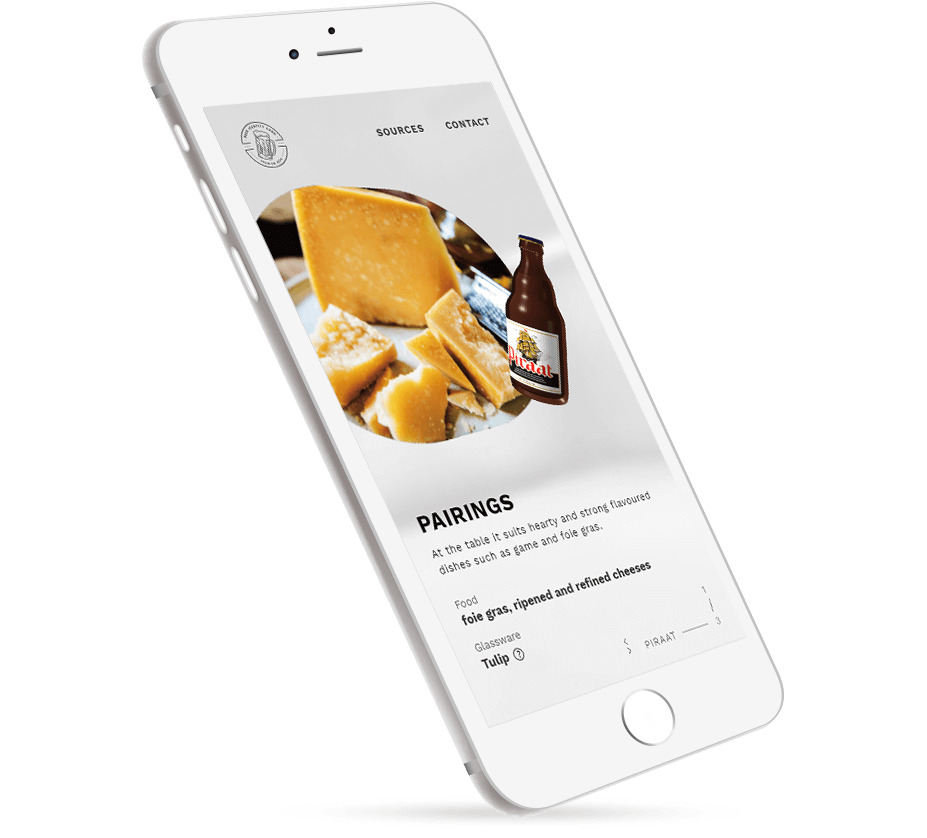 SOURCES CONTACT
Piraat
PAIRINGS
At the table it suits hearty and strong flavoured
dishes such as game and foie gras.
Food
foie gras, ripened and refined cheeses
Glassware
Tulip ?
1
PIRAAT
3